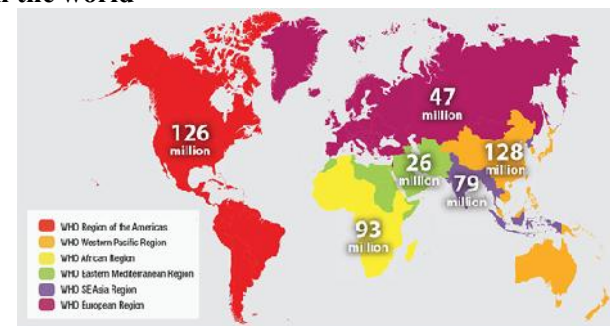 126
million
47
million
26
million
128
million
79
million
93
million
WHO Region of the Americas
WHO Western Pacific Region
WHO African Region
WHO Eastern Mediterranean Region
WHO SE Asia Region
WHO European Region